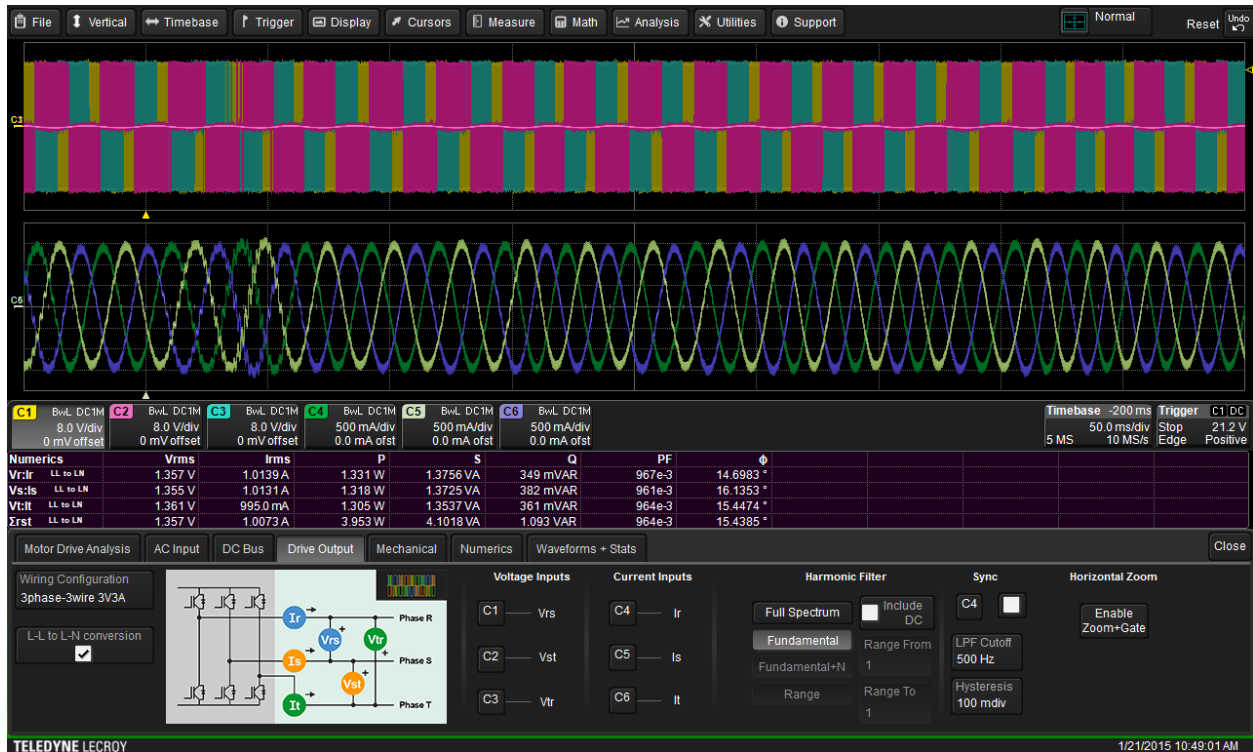 File Vertical Timebase Trigger Display Cursors Measure Math Analysis Utilities Support Normal Reset Undo
C1
C6
C1 BwL DC1M C2 BwL DC1M C3 BwL DC1M C4 BwL DC1M C5 BwL DC1M C6 BwL DC1M Timebase -200 ms Trigger C1 DC
8.0 V/div 8.0 V/div 8.0 V/div 500 mA/div 500 mA/div 500 mA/div 50.0 ms/div Stop 21.2 V
0 mV offset 0 mV offset 0 mV offset 0.0 mA ofst 0.0 mA ofst 0.0 mA ofst 5 MS 10 MS/s Edge Positive
Numerics Vrms Irms P S Q PF ϕ
Vr:Ir LL to LN 1.357 V 1.0139 A 1.331 W 1.3756 VA 349 mVAR 967e-3 14.6983 °
Vs:Is LL to LN 1.355 V 1.0131 A 1.318 W 1.3725 VA 382 mVAR 961e-3 16.1353 °
Vt:It LL to LN 1.361 V 995.0 mA 1.305 W 1.3537 VA 361 mVAR 964e-3 15.4474 °
Σrst LL to LN 1.357 V 1.0073 A 3.953 W 4.1018 VA 1.093 VAR 964e-3 15.4385 °
Motor Drive Analysis AC Input DC Bus Drive Output Mechanical Numerics Waveforms + Stats Close
Wiring Configuration
3phase-3wire 3V3A
L-L to L-N conversion
Ir Phase R
Vrs + Vtr
Is + Phase S
Vst +
It Phase T
Voltage Inputs Current Inputs Harmonic Filter Sync Horizontal Zoom
C1 Vrs C4 Ir Full Spectrum Include DC C4 Enable Zoom+Gate
Fundamental Range From LPF Cutoff
C2 Vst C5 Is Fundamental+N 1 500 Hz
C3 Vtr C6 It Range Range To Hysteresis
1 100 mdiv
TELEDYNE LECROY 1/21/2015 10:49:01 AM